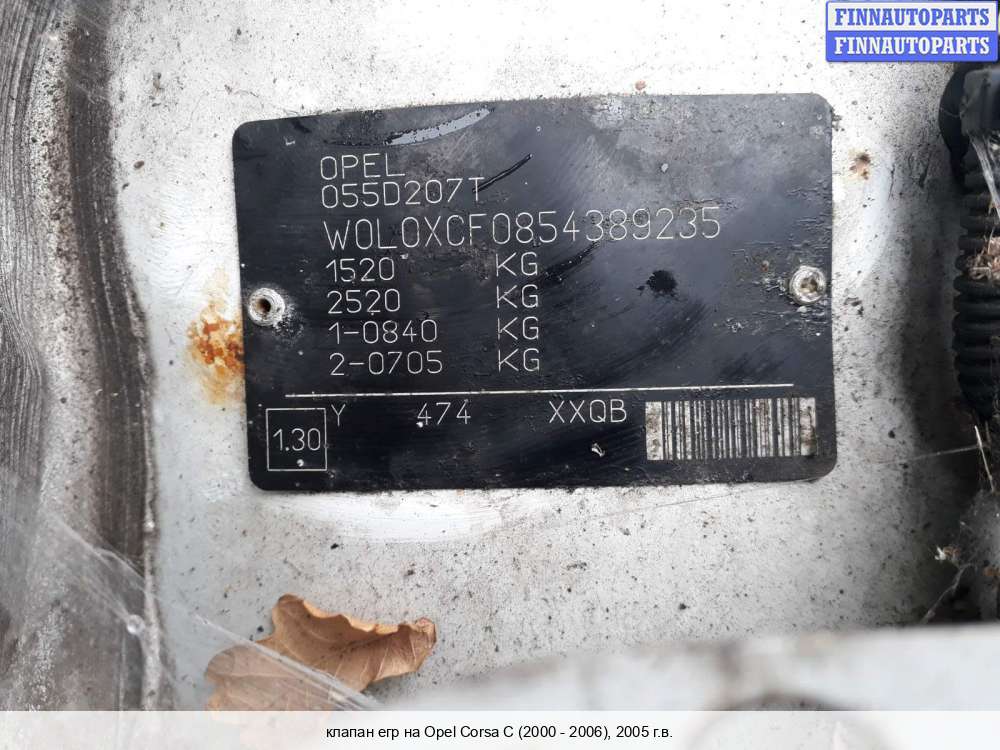 FINNAUTOPARTS
FINNAUTOPARTS
OPEL
055D207T
W0L0XCF0854389235
1520 KG
2520 KG
1-0840 KG
2-0705 KG
1.30 Y 474 XXQB
клапан егр на Opel Corsa C (2000 - 2006), 2005 г.в.